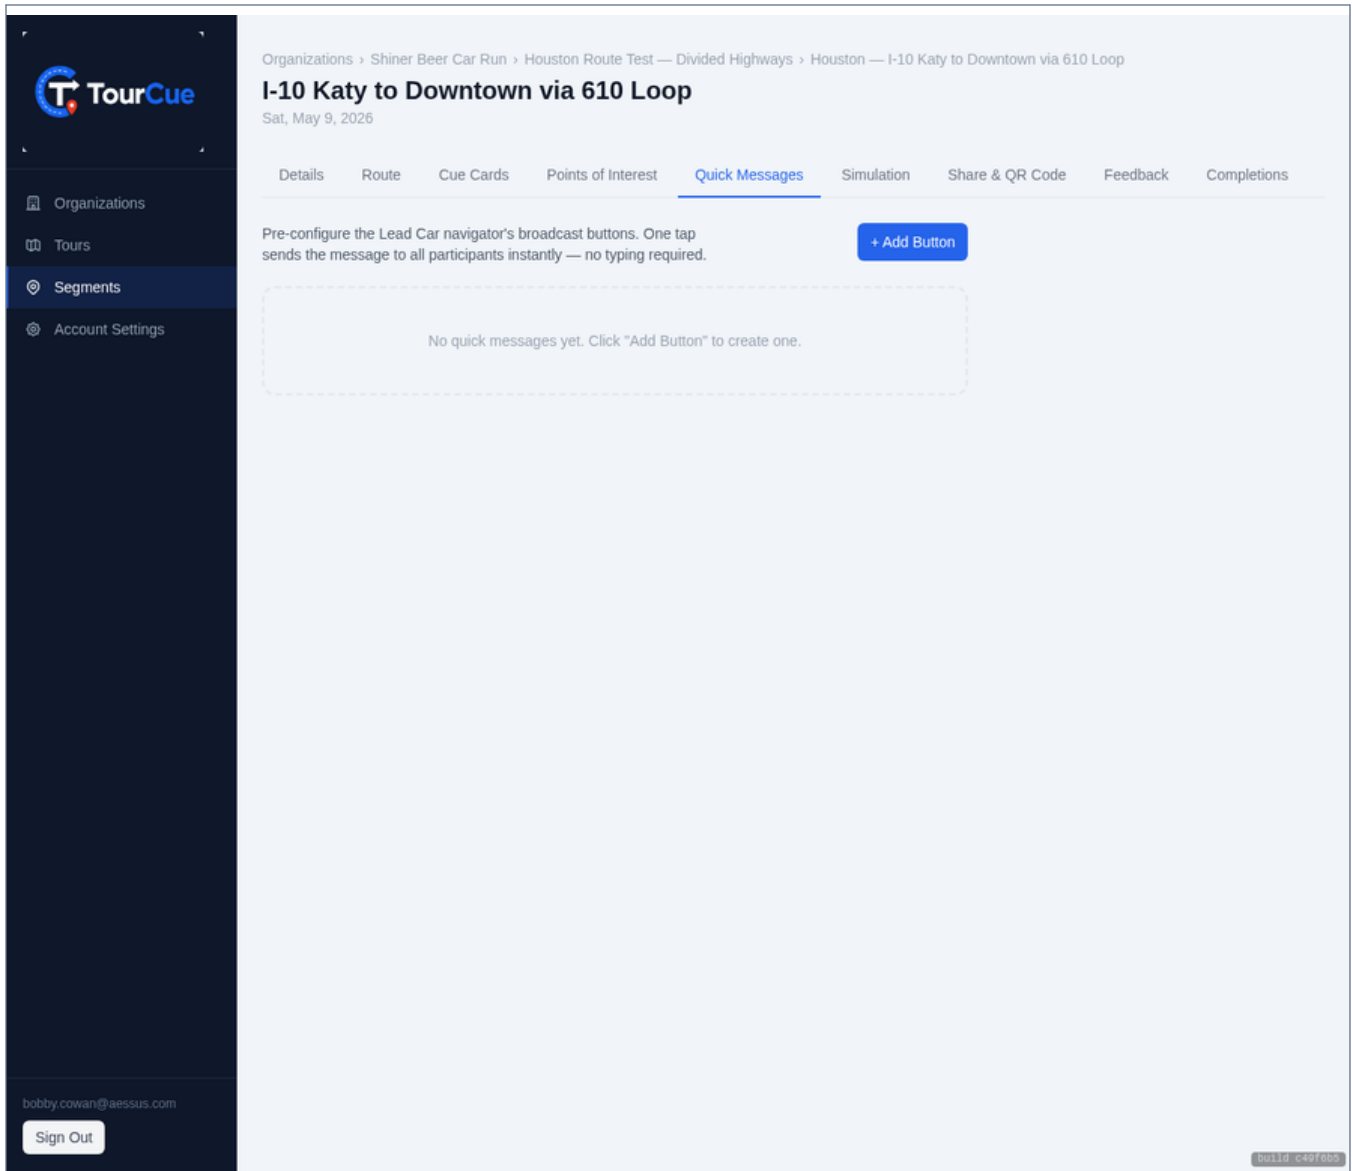 Organizations › Shiner Beer Car Run › Houston Route Test — Divided Highways › Houston — I-10 Katy to Downtown via 610 Loop
I-10 Katy to Downtown via 610 Loop
Sat, May 9, 2026
TourCue
Details Route Cue Cards Points of Interest Quick Messages Simulation Share & QR Code Feedback Completions
Organizations
Tours
Segments
Account Settings
Pre-configure the Lead Car navigator's broadcast buttons. One tap
sends the message to all participants instantly — no typing required.
+ Add Button
No quick messages yet. Click "Add Button" to create one.
bobby.cowan@aessus.com
Sign Out
build c49f6b5